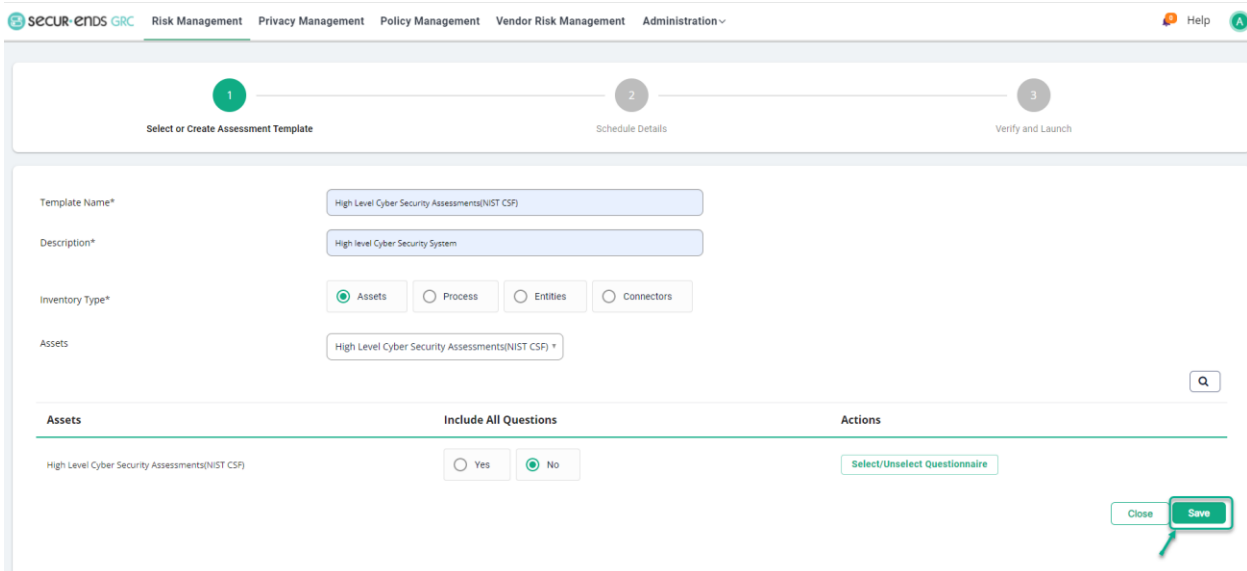 SECUR·ENDS GRC Risk Management Privacy Management Policy Management Vendor Risk Management Administration Help A
1 2 3
Select or Create Assessment Template Schedule Details Verify and Launch
Template Name* High Level Cyber Security Assessments(NIST CSF)
Description* High level Cyber Security System
Inventory Type* Assets Process Entities Connectors
Assets High Level Cyber Security Assessments(NIST CSF)
Assets Include All Questions Actions
High Level Cyber Security Assessments(NIST CSF) Yes No Select/Unselect Questionnaire
Close Save